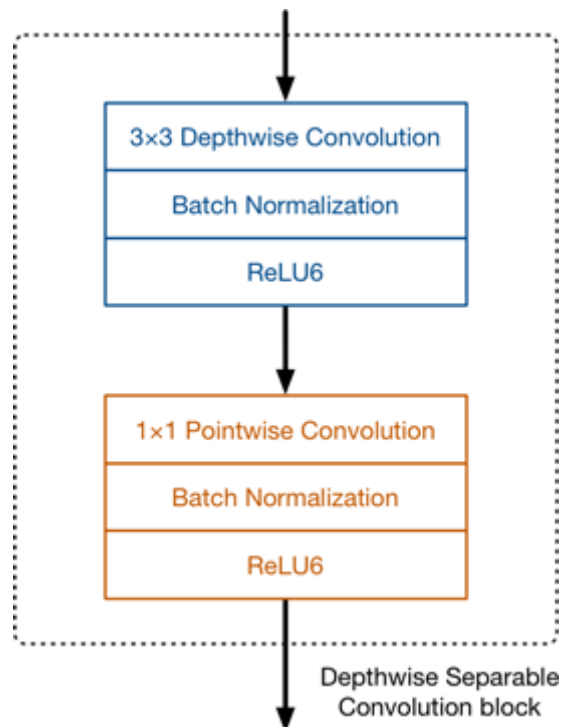 3×3 Depthwise Convolution
Batch Normalization
ReLU6
1×1 Pointwise Convolution
Batch Normalization
ReLU6
Depthwise Separable
Convolution block